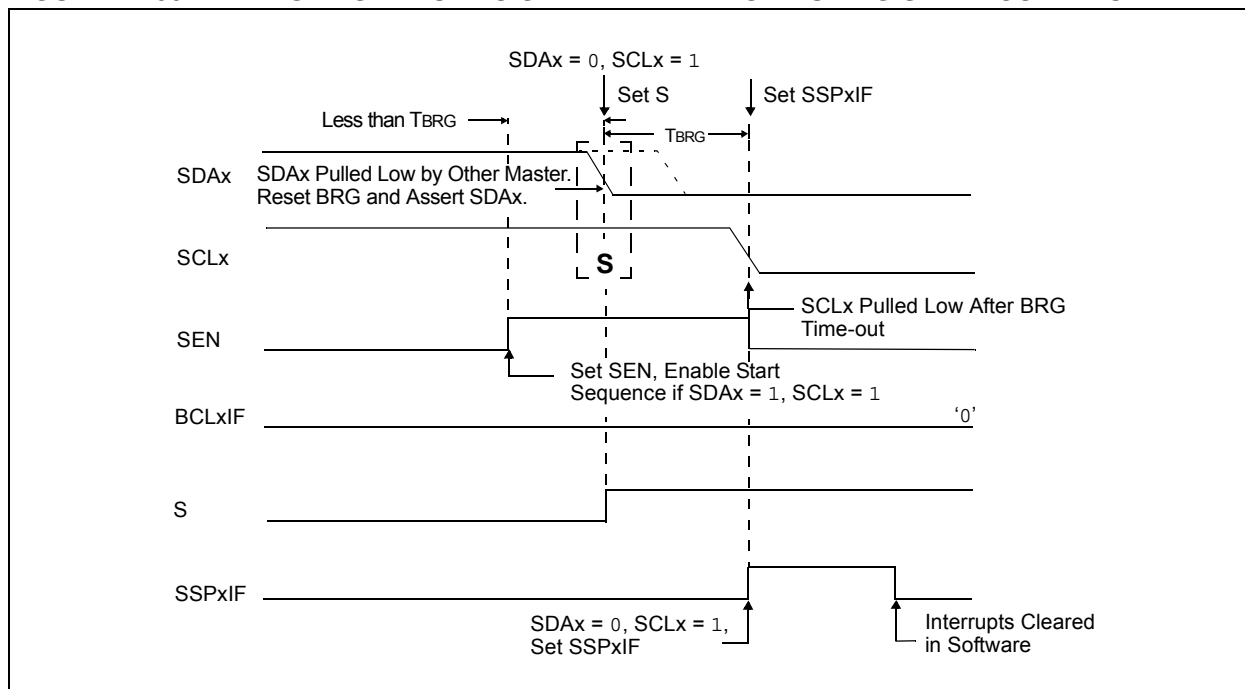 SDAx = 0, SCLx = 1
Set S
Set SSPxIF
Less than TBRG
TBRG
SDAx
SDAx Pulled Low by Other Master.
Reset BRG and Assert SDAx.
SCLx
S
SCLx Pulled Low After BRG
Time-out
SEN
Set SEN, Enable Start
Sequence if SDAx = 1, SCLx = 1
BCLxIF
‘0’
S
SSPxIF
SDAx = 0, SCLx = 1,
Set SSPxIF
Interrupts Cleared
in Software